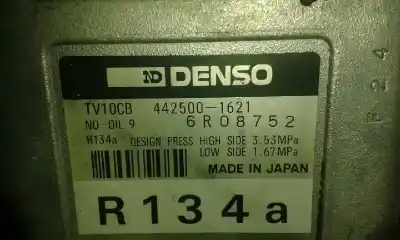 ND DENSO
TV10CB 442500-1621
ND-OIL 9 6R08752
R134a DESIGN PRESS HIGH SIDE 3.53MPa
LOW SIDE 1.67MPa
MADE IN JAPAN
R134a